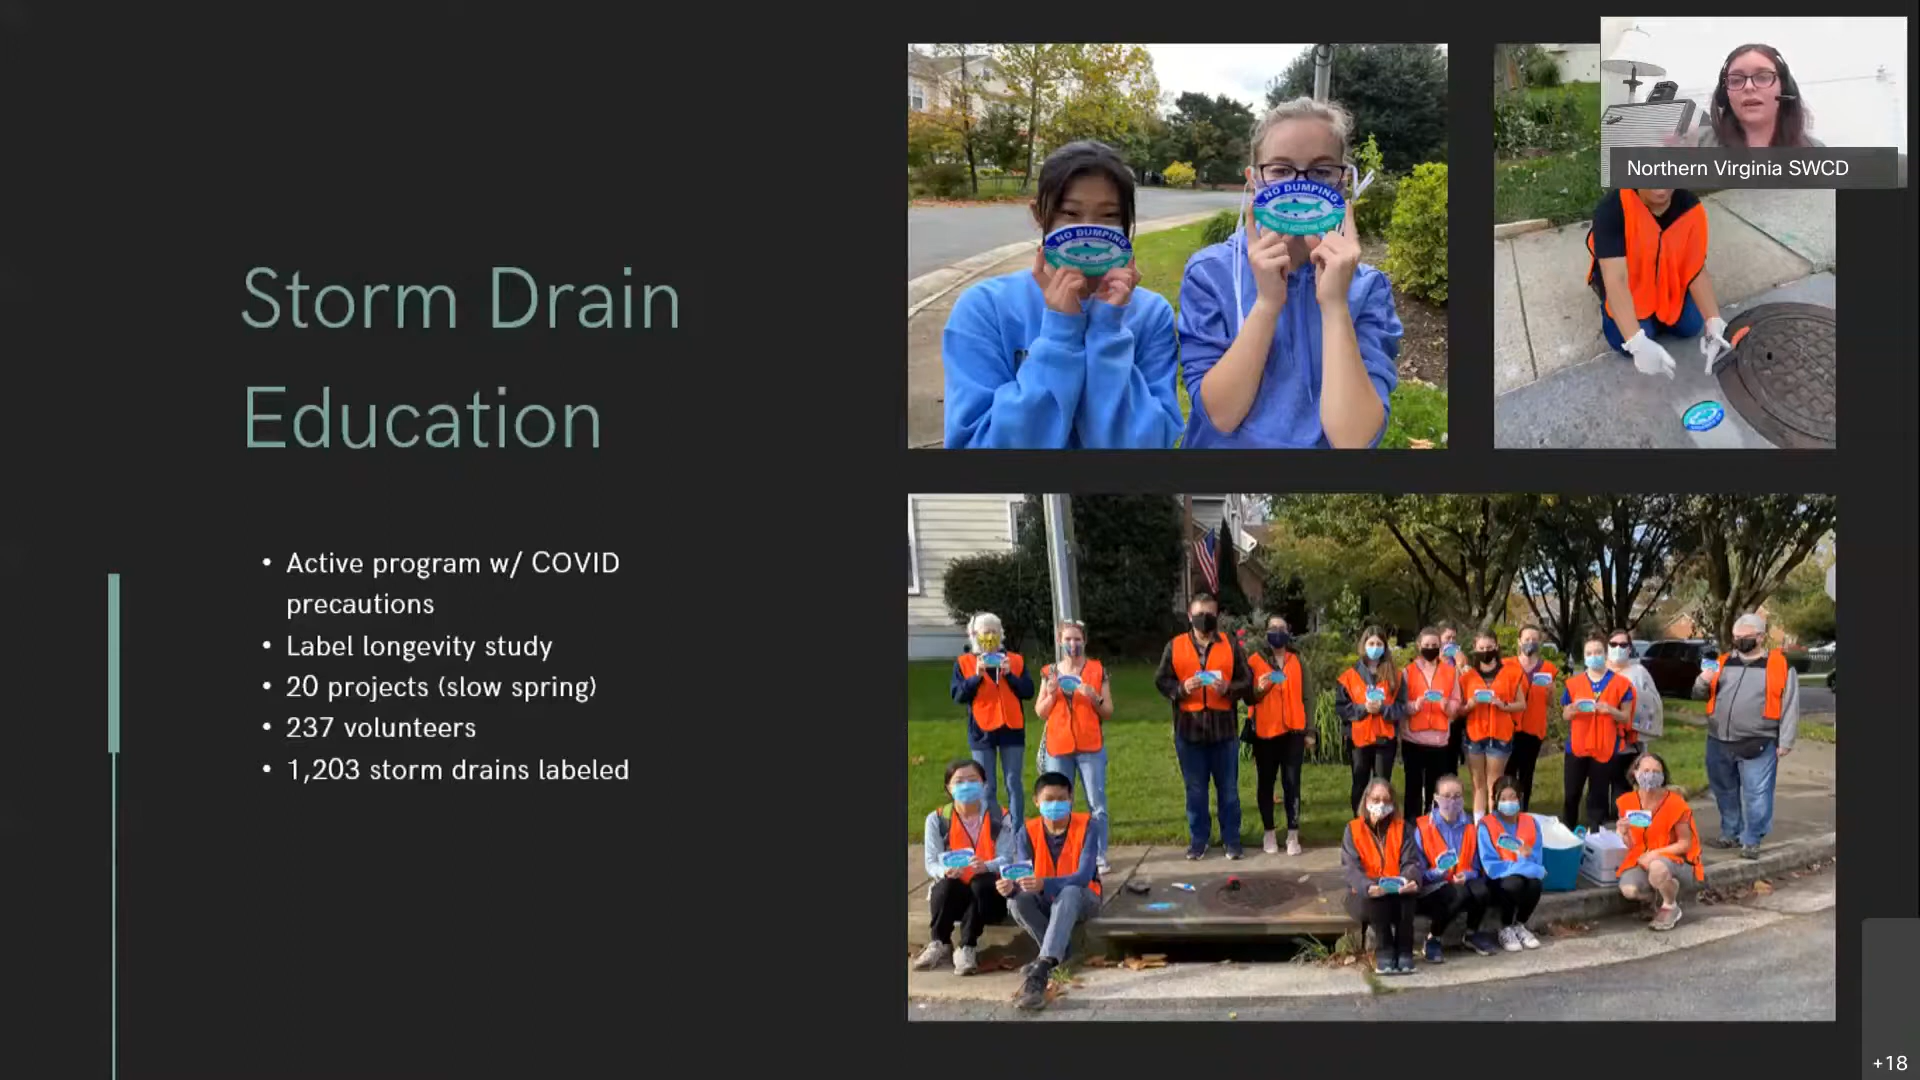 Northern Virginia SWCD
NO DUMPING
NO DUMPING
Storm Drain
Education
• Active program w/ COVID
precautions
• Label longevity study
• 20 projects (slow spring)
• 237 volunteers
• 1,203 storm drains labeled
+18